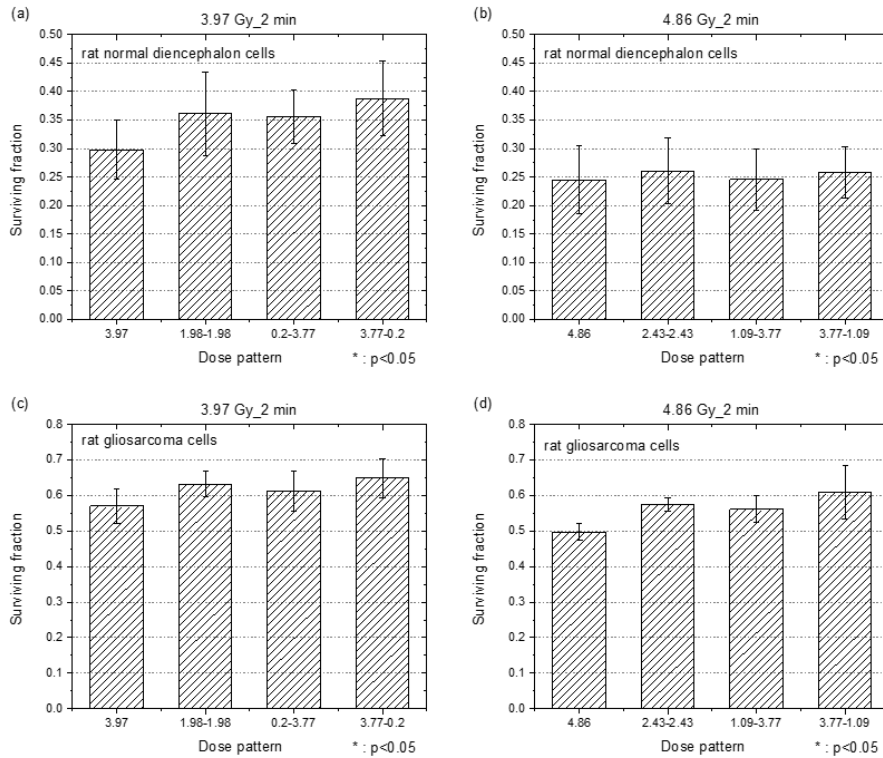 (a)
3.97 Gy_2 min
rat normal diencephalon cells
Surviving fraction
0.50
0.45
0.40
0.35
0.30
0.25
0.20
0.15
0.10
0.05
0.00
3.97
1.98-1.98
0.2-3.77
3.77-0.2
Dose pattern
* : p<0.05
(b)
4.86 Gy_2 min
rat normal diencephalon cells
Surviving fraction
0.50
0.45
0.40
0.35
0.30
0.25
0.20
0.15
0.10
0.05
0.00
4.86
2.43-2.43
1.09-3.77
3.77-1.09
Dose pattern
* : p<0.05
(c)
3.97 Gy_2 min
rat gliosarcoma cells
Surviving fraction
0.8
0.7
0.6
0.5
0.4
0.3
0.2
0.1
0.0
3.97
1.98-1.98
0.2-3.77
3.77-0.2
Dose pattern
* : p<0.05
(d)
4.86 Gy_2 min
rat gliosarcoma cells
Surviving fraction
0.8
0.7
0.6
0.5
0.4
0.3
0.2
0.1
0.0
4.86
2.43-2.43
1.09-3.77
3.77-1.09
Dose pattern
* : p<0.05